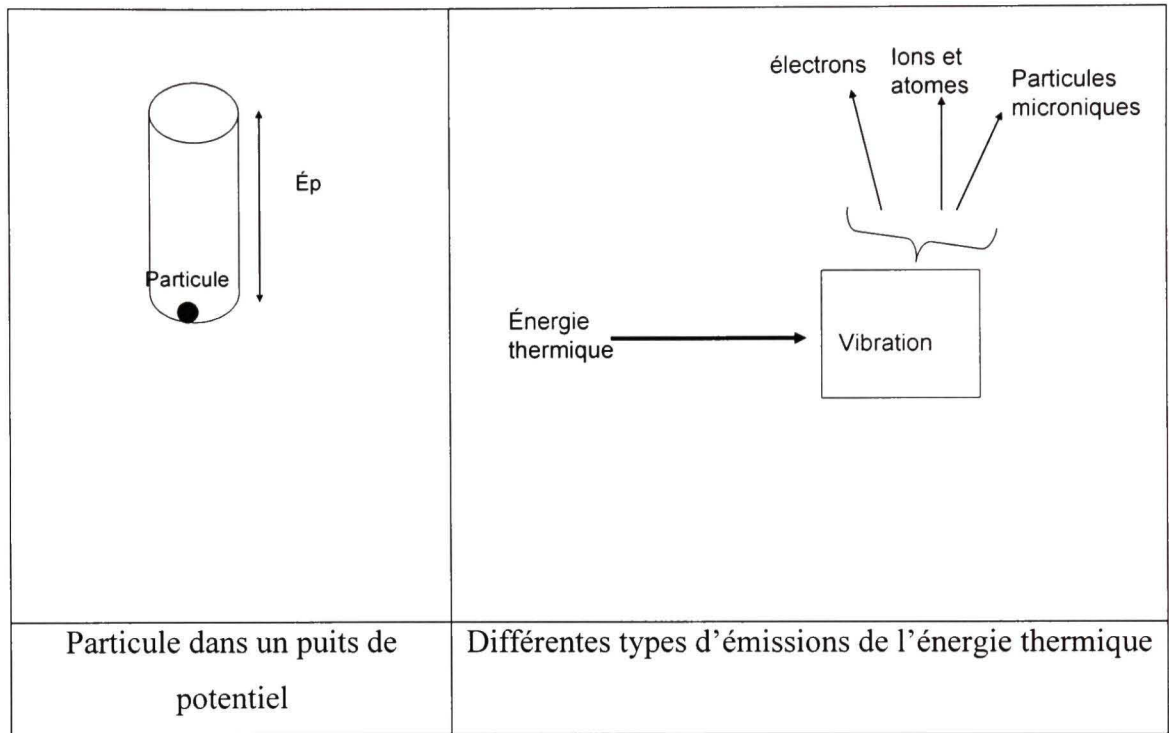 Ép
Particule
électrons
Ions et
atomes
Particules
microniques
Énergie
thermique
Vibration
Particule dans un puits de
potentiel
Différentes types d'émissions de l'énergie thermique